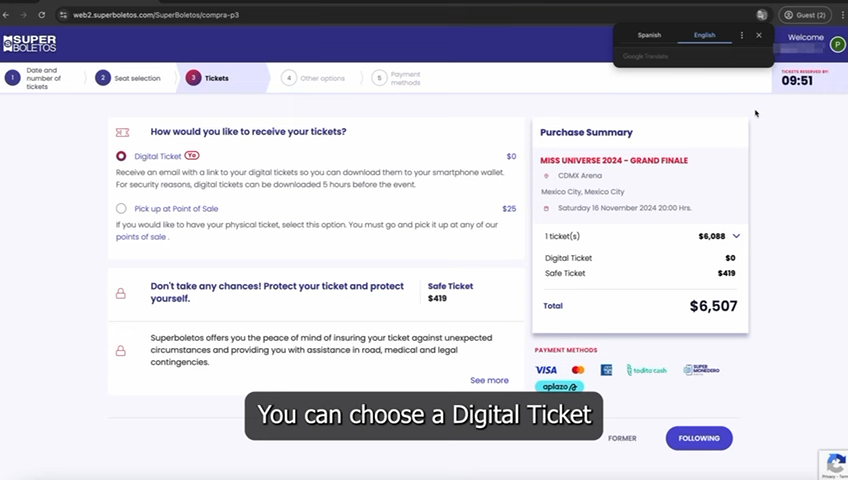 web2.superboletos.com/SuperBoletos/compra-p3
Guest (2)
SUPER
BOLETOS
Spanish
English
Google Translate
Welcome
P
1
Date and
number of
tickets
2
Seat selection
3
Tickets
4
Other options
5
Payment
methods
TICKETS RESERVED BY:
09:51
How would you like to receive your tickets?
Digital Ticket
Yo
$0
Receive an email with a link to your digital tickets so you can download them to your smartphone wallet.
For security reasons, digital tickets can be downloaded 5 hours before the event.
Pick up at Point of Sale
$25
If you would like to have your physical ticket, select this option. You must go and pick it up at any of our
points of sale .
Don't take any chances! Protect your ticket and protect
yourself.
Safe Ticket
$419
Superboletos offers you the peace of mind of insuring your ticket against unexpected
circumstances and providing you with assistance in road, medical and legal
contingencies.
See more
Purchase Summary
MISS UNIVERSE 2024 - GRAND FINALE
CDMX Arena
Mexico City, Mexico City
Saturday 16 November 2024 20:00 Hrs.
1 ticket(s)
$6,088
Digital Ticket
$0
Safe Ticket
$419
Total
$6,507
PAYMENT METHODS
VISA
todito cash
SUPER
MONEDERO
aplazo
You can choose a Digital Ticket
FORMER
FOLLOWING
Privacy - Term